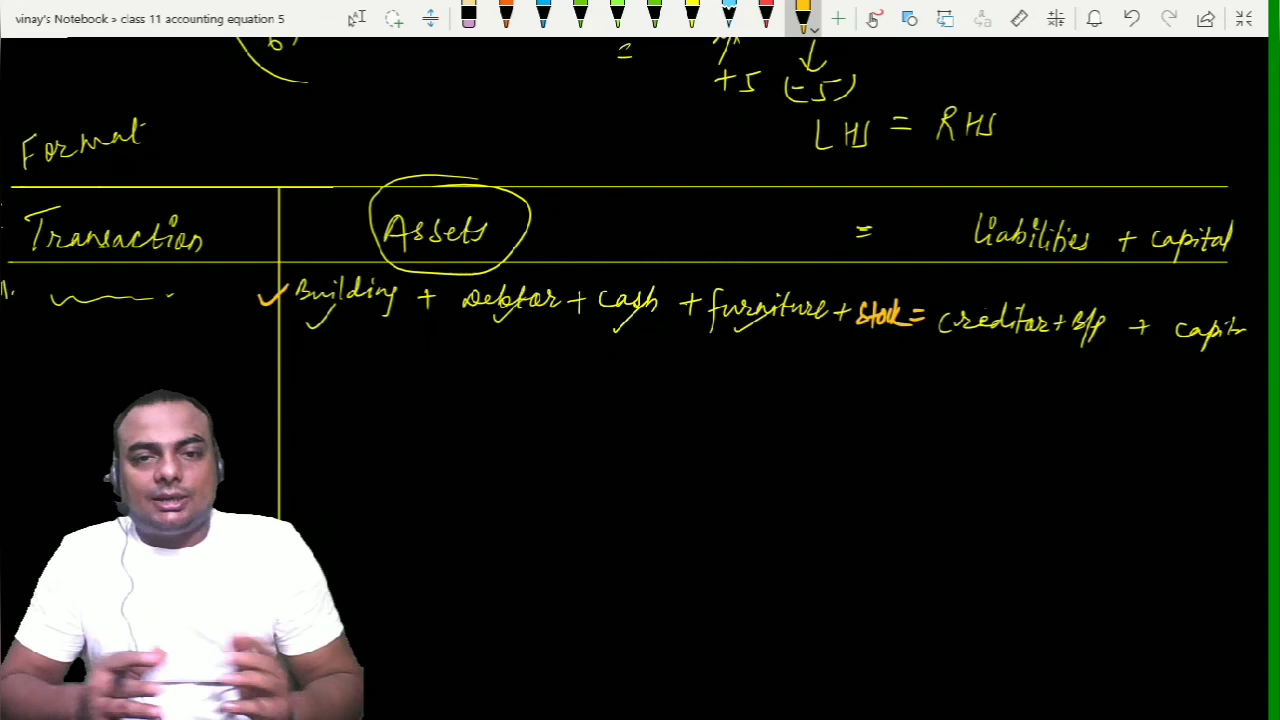 vinay's Notebook > class 11 accounting equation 5
=
+5 (-5)
LHS = RHS
Format
Transaction Assets = Liabilities + capital
1. Building + Debtor + cash + furniture + Stock = creditor + B/P + capit